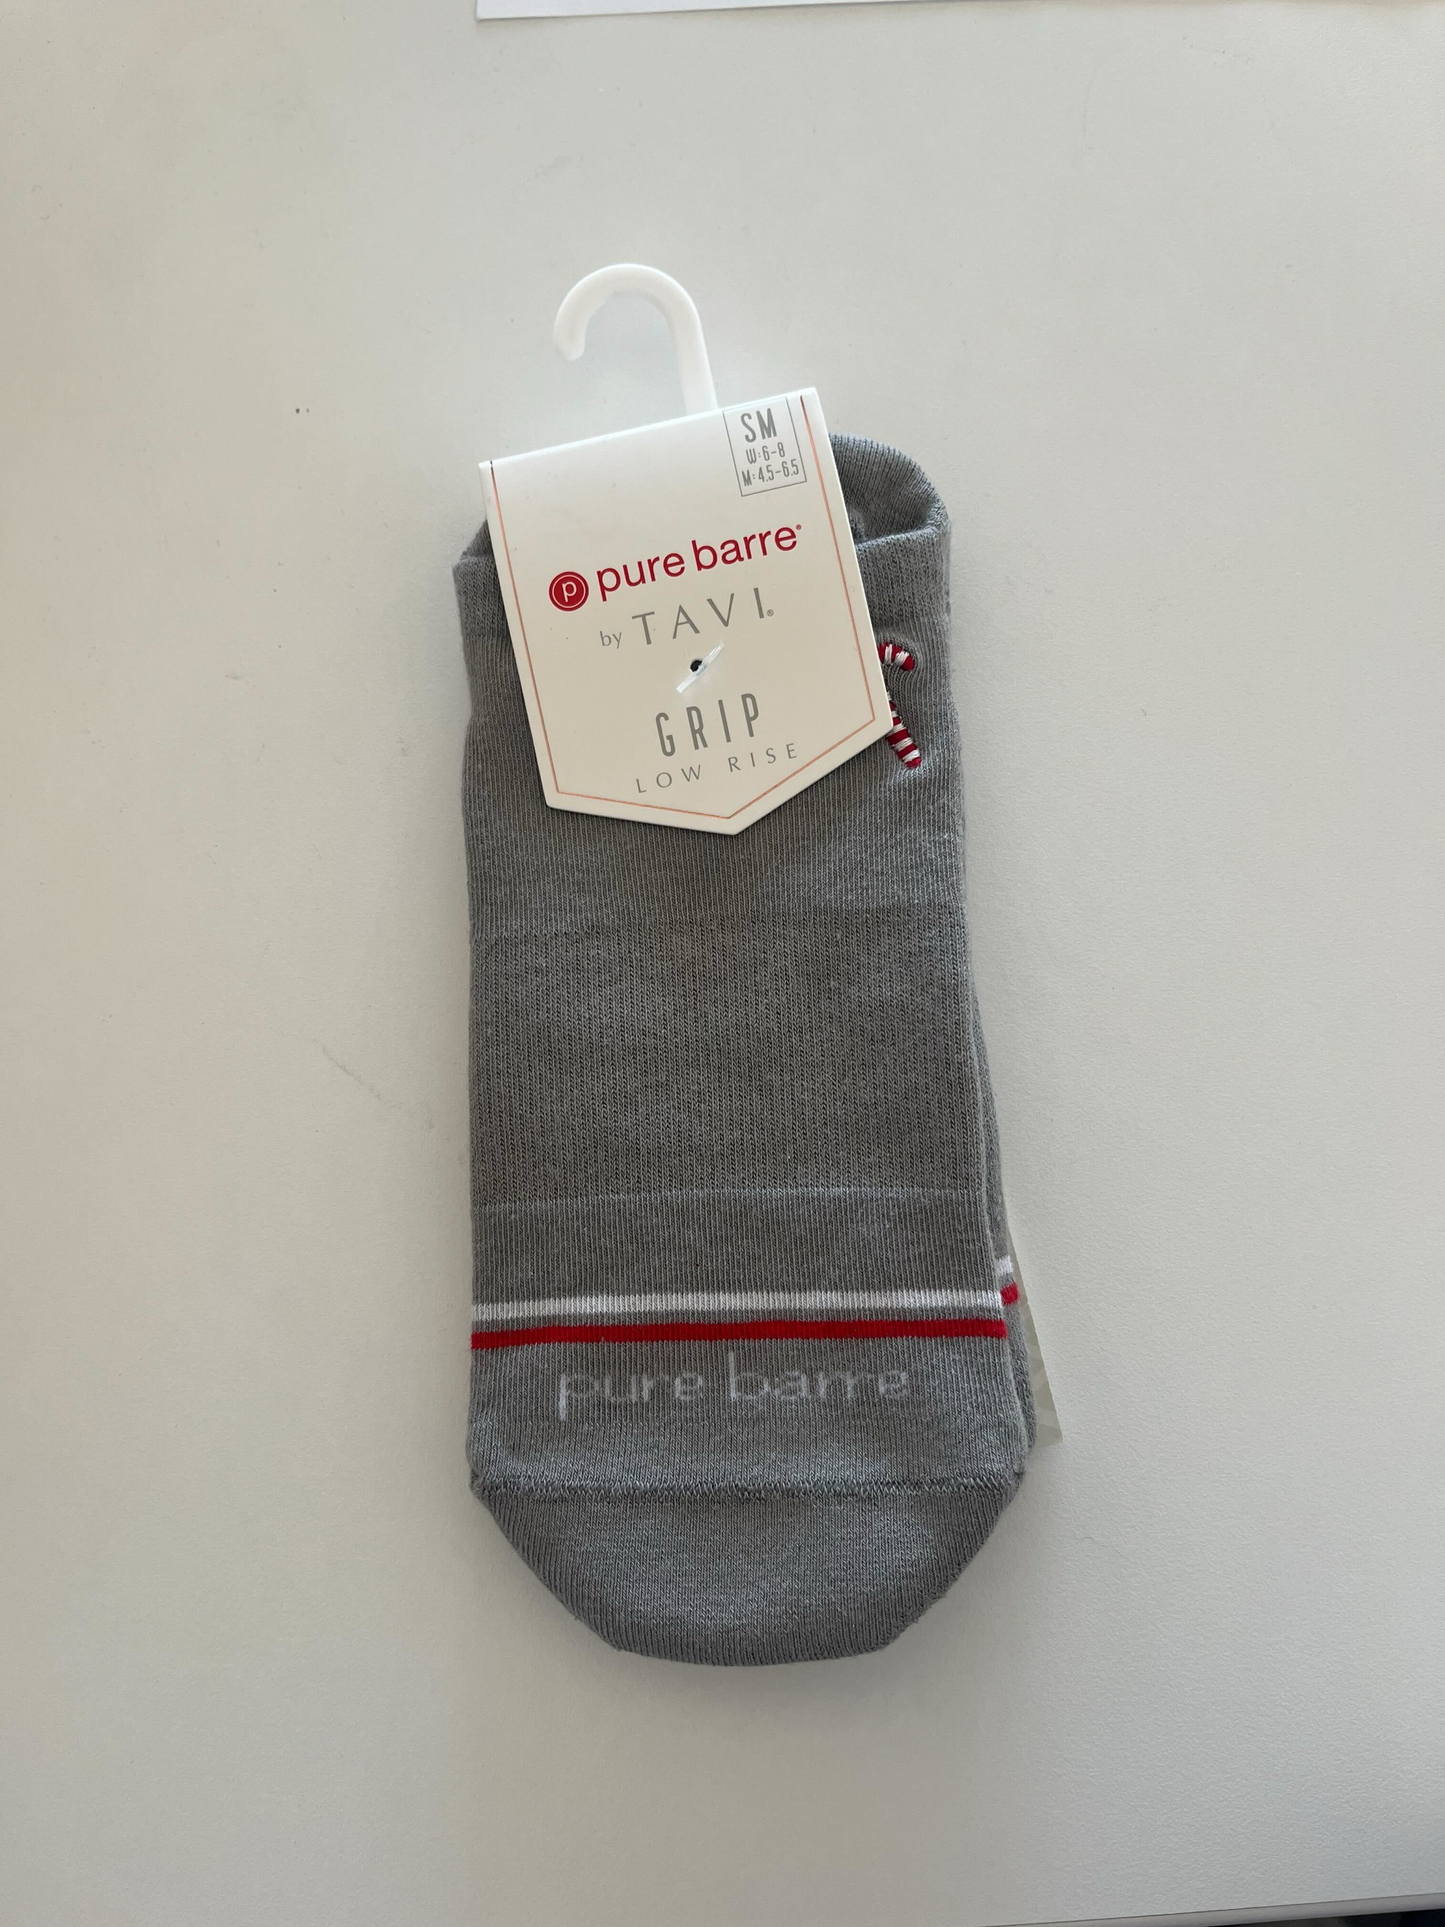 SM
W:6-8
M:4.5-6.5
p pure barre®
by TAVI®
GRIP
LOW RISE
pure barre